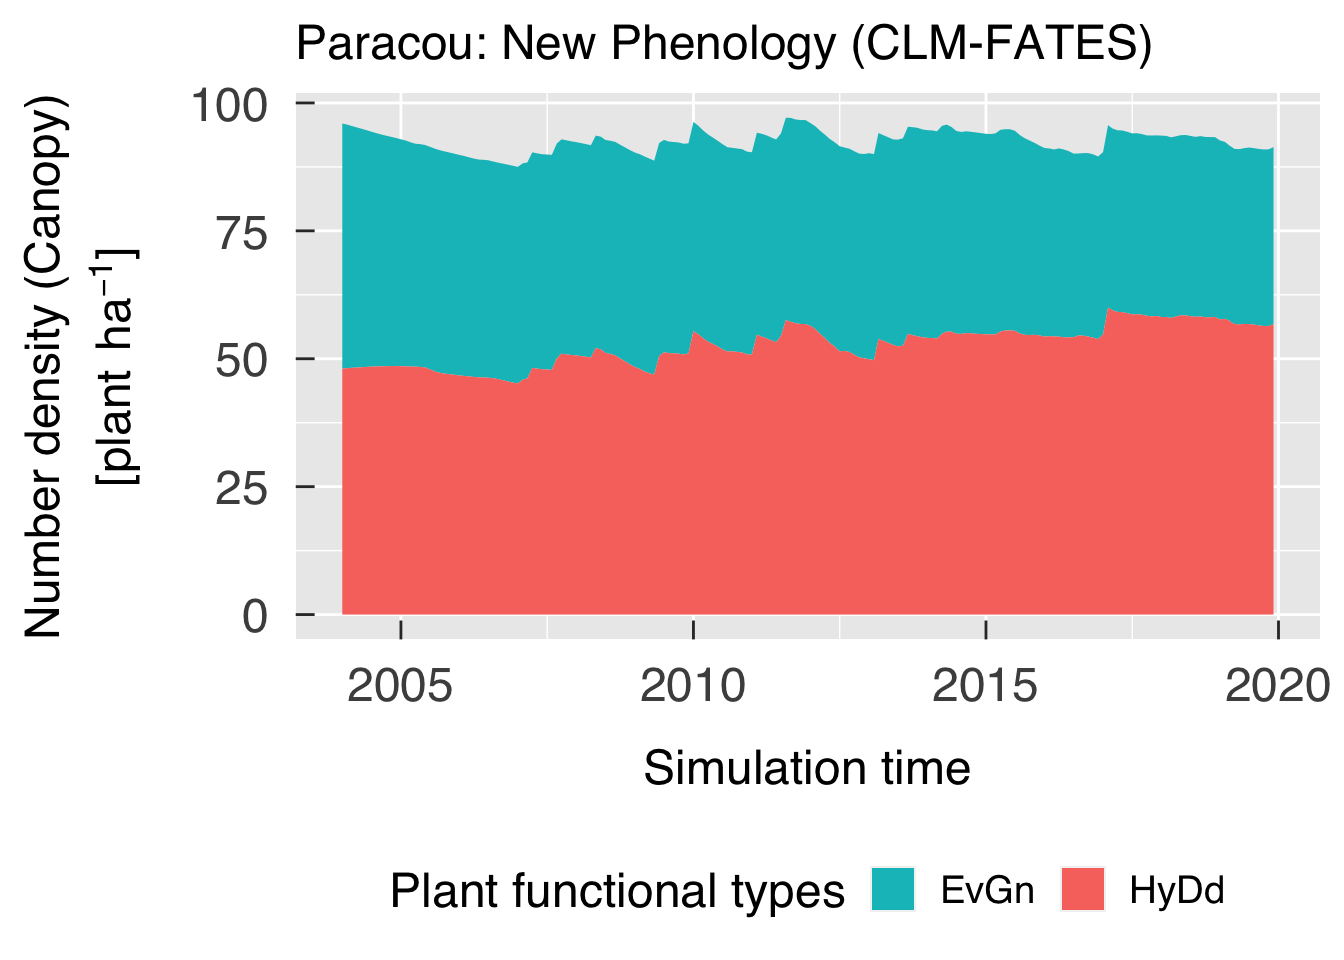 Paracou: New Phenology (CLM-FATES)
Number density (Canopy)
[plant ha⁻¹]
100
75
50
25
0
2005 2010 2015 2020
Simulation time
Plant functional types EvGn HyDd